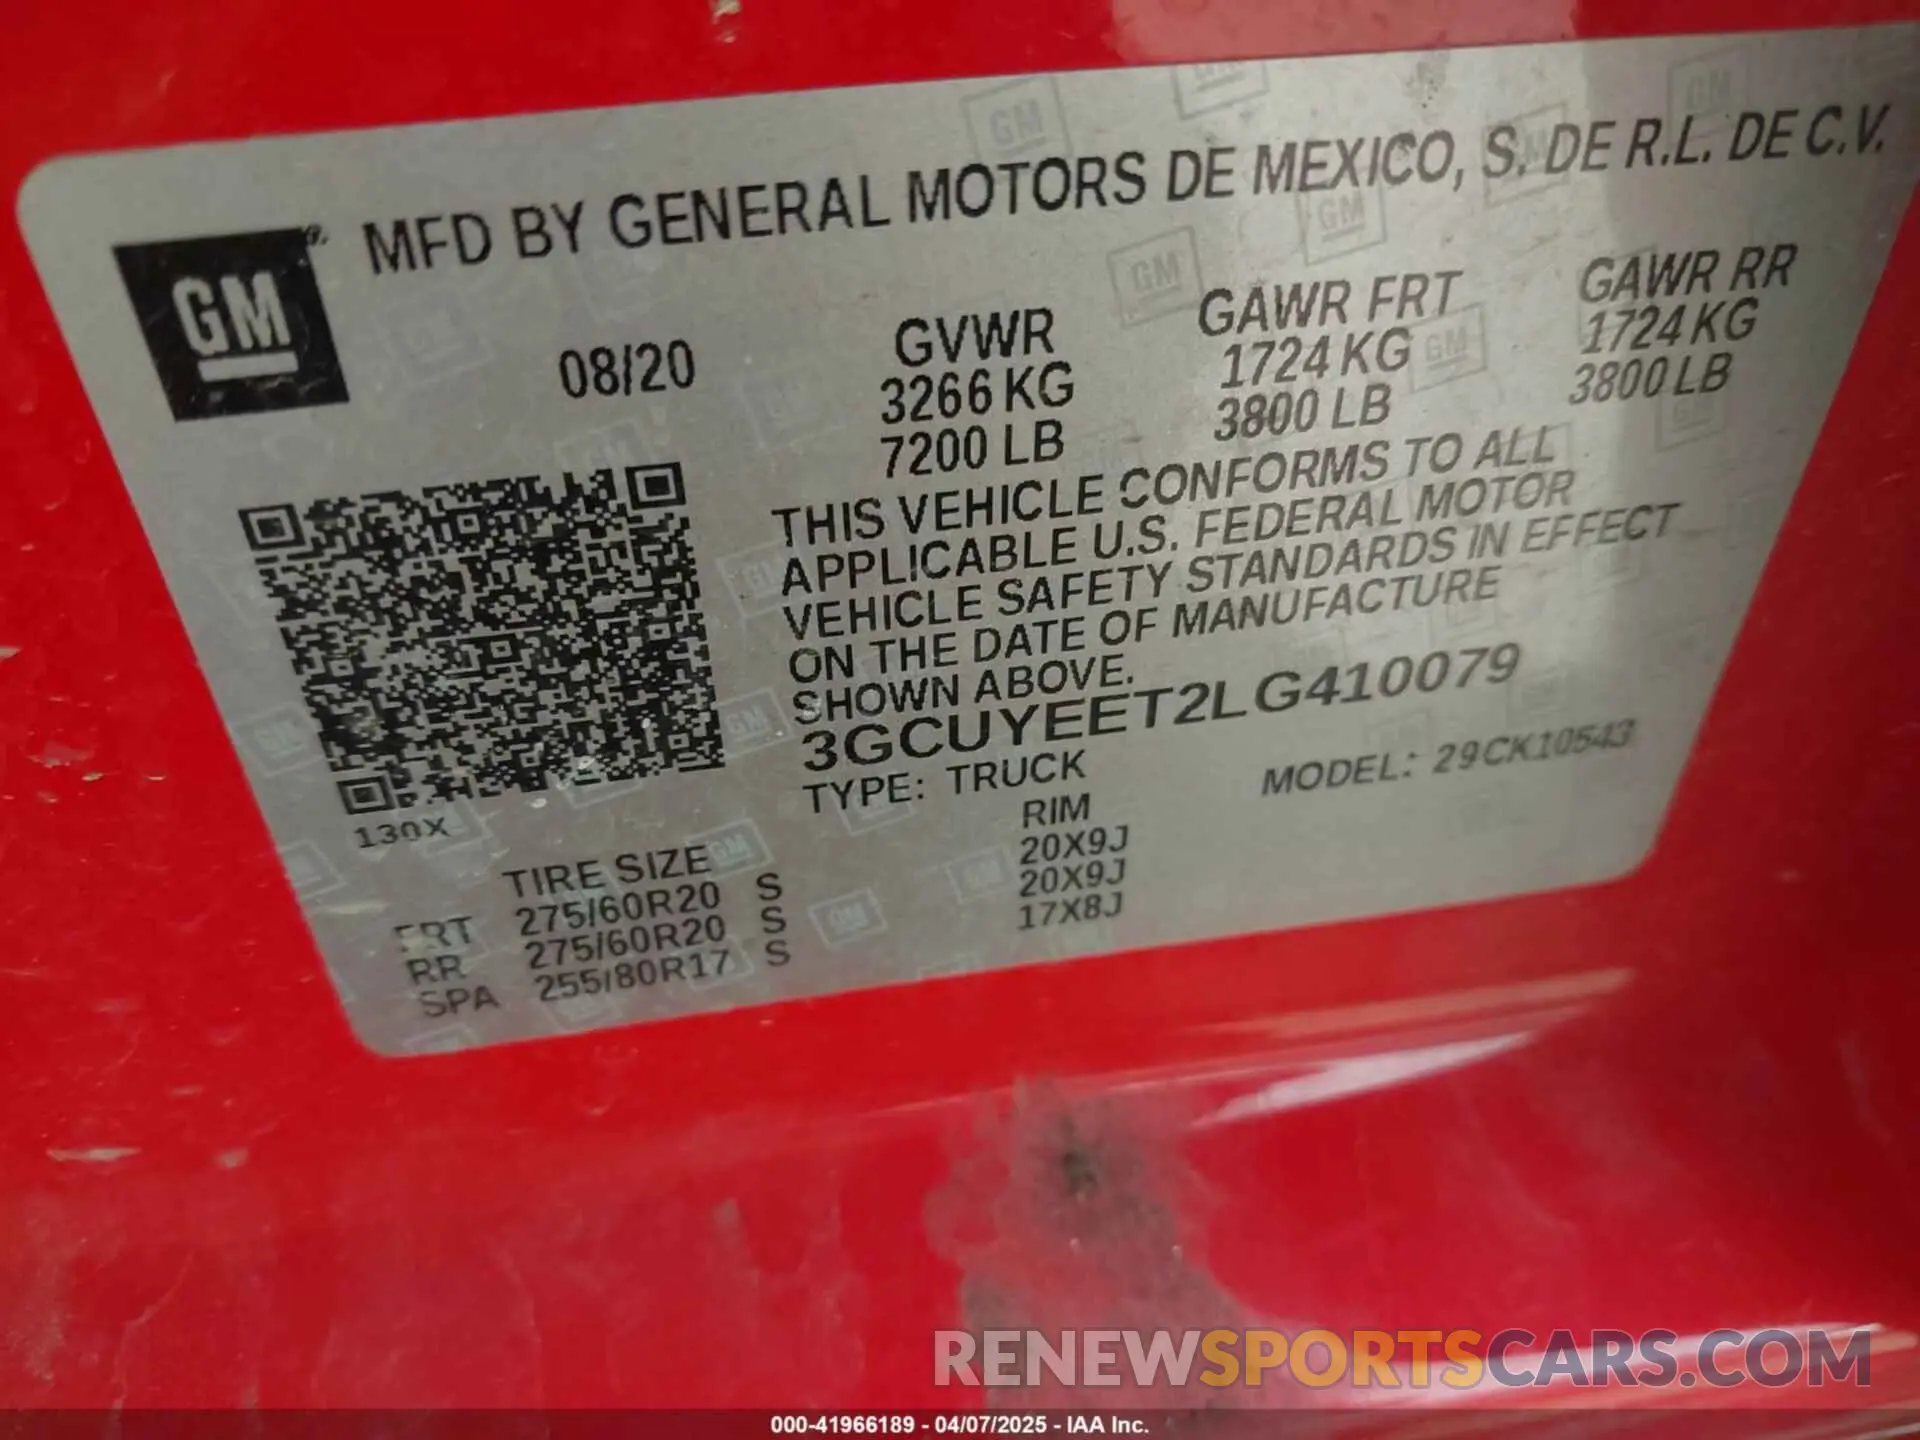 MFD BY GENERAL MOTORS DE MEXICO, S. DE R.L. DE C.V.
GM
08/20
GVWR
3266 KG
7200 LB
GAWR FRT
1724 KG
3800 LB
GAWR RR
1724 KG
3800 LB
THIS VEHICLE CONFORMS TO ALL
APPLICABLE U.S. FEDERAL MOTOR
VEHICLE SAFETY STANDARDS IN EFFECT
ON THE DATE OF MANUFACTURE
SHOWN ABOVE.
3GCUYEET2LG410079
TYPE: TRUCK
MODEL: 29CK10543
130X
TIRE SIZE
RIM
FRT 275/60R20 S 20X9J
RR 275/60R20 S 20X9J
SPA 255/80R17 S 17X8J
RENEWSPORTSCARS.COM
000-41966189 - 04/07/2025 - IAA Inc.